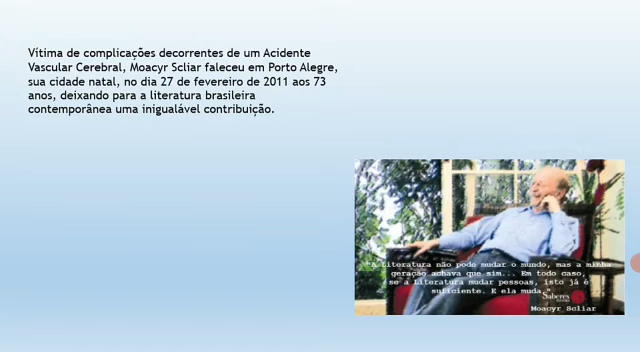 Vítima de complicações decorrentes de um Acidente
Vascular Cerebral, Moacyr Scliar faleceu em Porto Alegre,
sua cidade natal, no dia 27 de fevereiro de 2011 aos 73
anos, deixando para a literatura brasileira
contemporânea uma inigualável contribuição.
"A Literatura não pode mudar o mundo, mas a minha
geração achava que sim... Em todo caso,
se a Literatura mudar pessoas, isto já é
suficiente. E ela muda."
Saberes
Moacyr Scliar